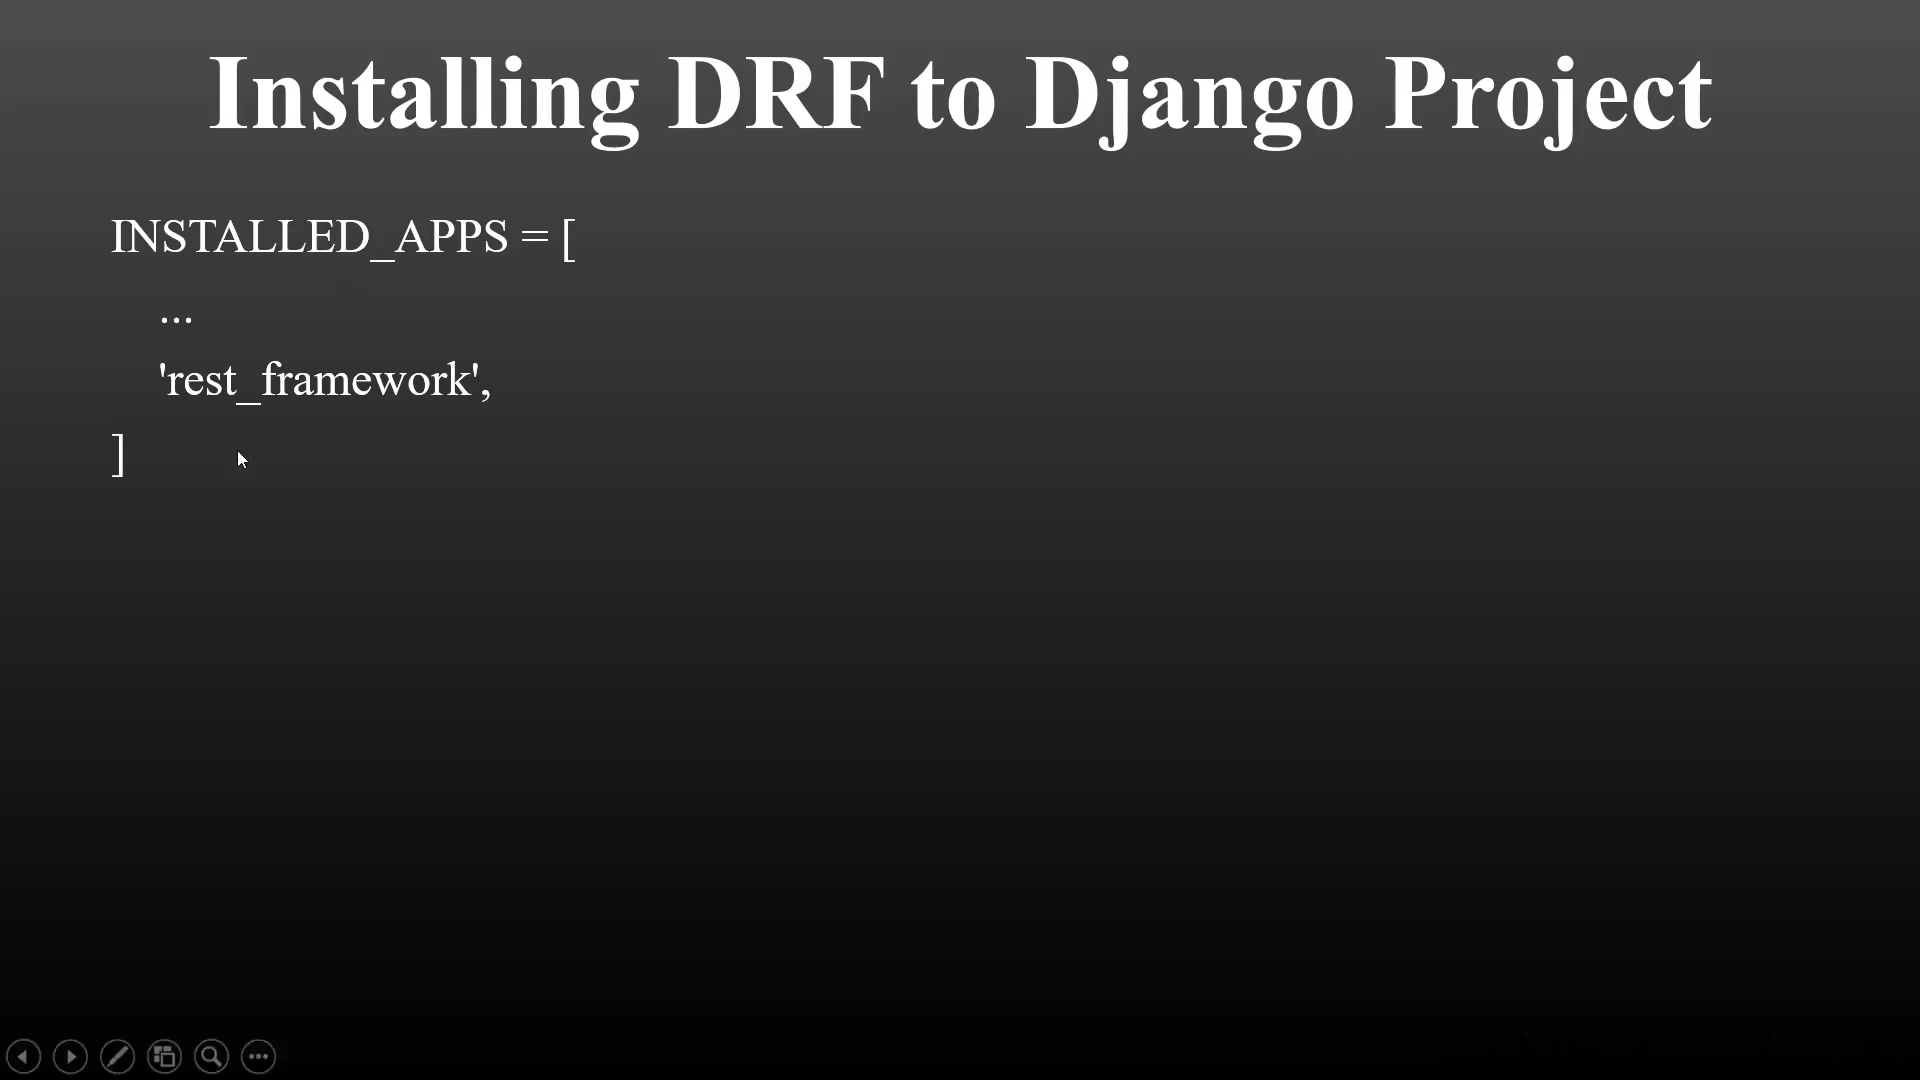 Installing DRF to Django Project
INSTALLED_APPS = [
...
'rest_framework',
]